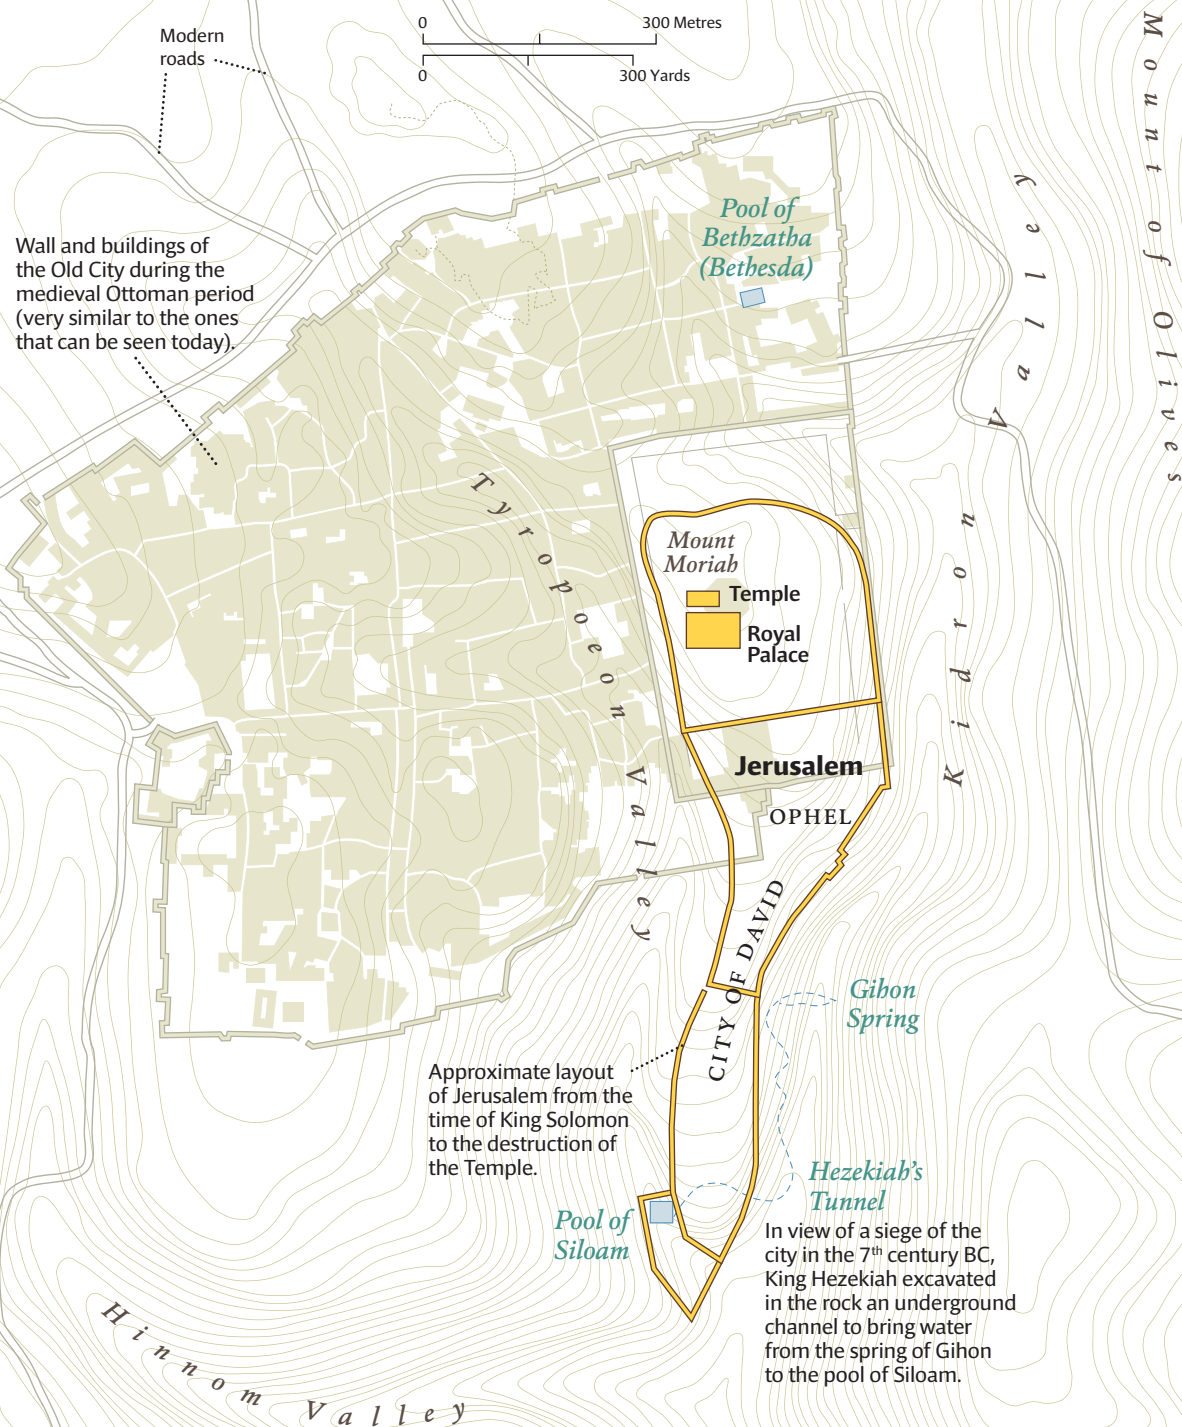 0
300 Metres
0
300 Yards
Modern
roads
Mount of Olives
Pool of
Bethzatha
(Bethesda)
Kidron Valley
Wall and buildings of
the Old City during the
medieval Ottoman period
(very similar to the ones
that can be seen today).
Tyropoeon Valley
Mount
Moriah
Temple
Royal
Palace
Jerusalem
OPHEL
CITY OF DAVID
Gihon
Spring
Approximate layout
of Jerusalem from the
time of King Solomon
to the destruction of
the Temple.
Hezekiah's
Tunnel
Pool of
Siloam
In view of a siege of the
city in the 7th century BC,
King Hezekiah excavated
in the rock an underground
channel to bring water
from the spring of Gihon
to the pool of Siloam.
Hinnom Valley